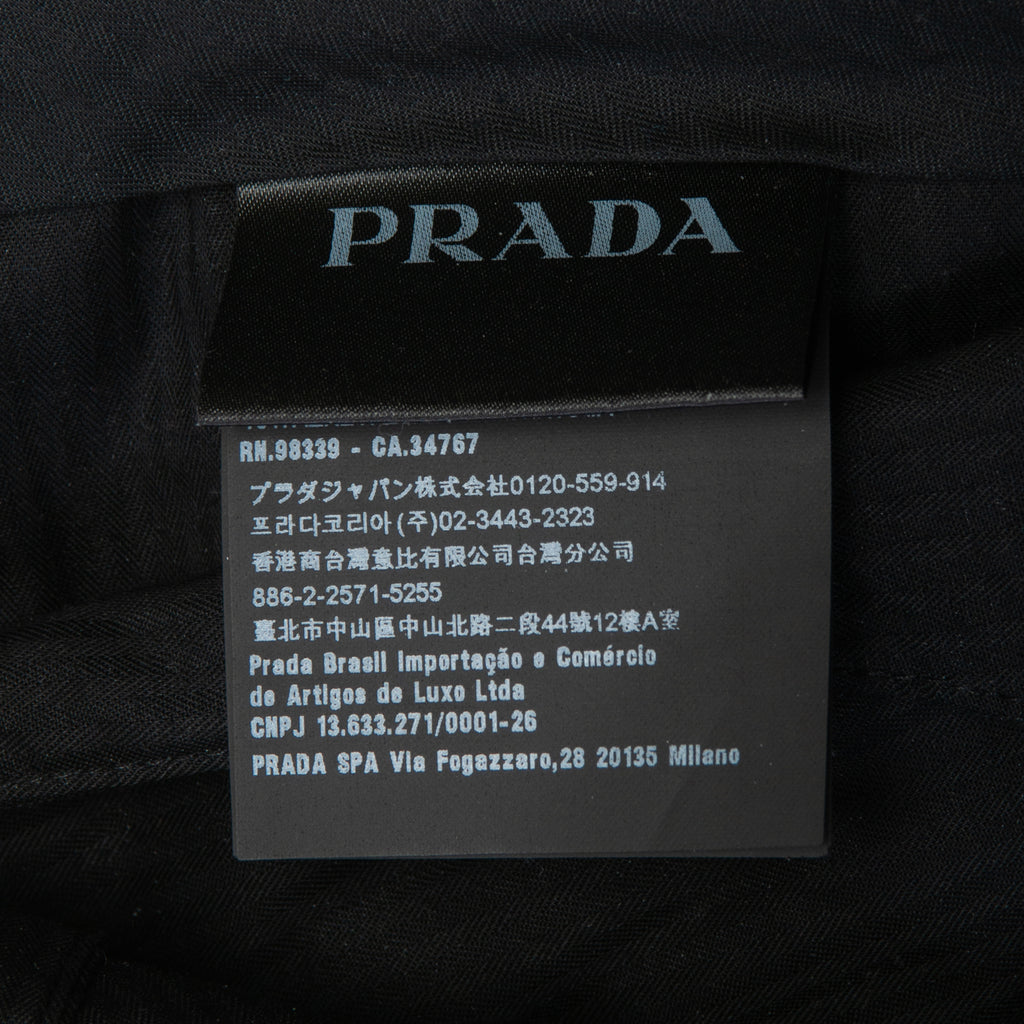 PRADA
RN.98339 - CA.34767
プラダジャパン株式会社0120-559-914
프라다코리아(주)02-3443-2323
香港商台灣意比有限公司台灣分公司
886-2-2571-5255
臺北市中山區中山北路二段44號12樓A室
Prada Brasil Importação e Comércio
de Artigos de Luxo Ltda
CNPJ 13.633.271/0001-26
PRADA SPA Via Fogazzaro,28 20135 Milano